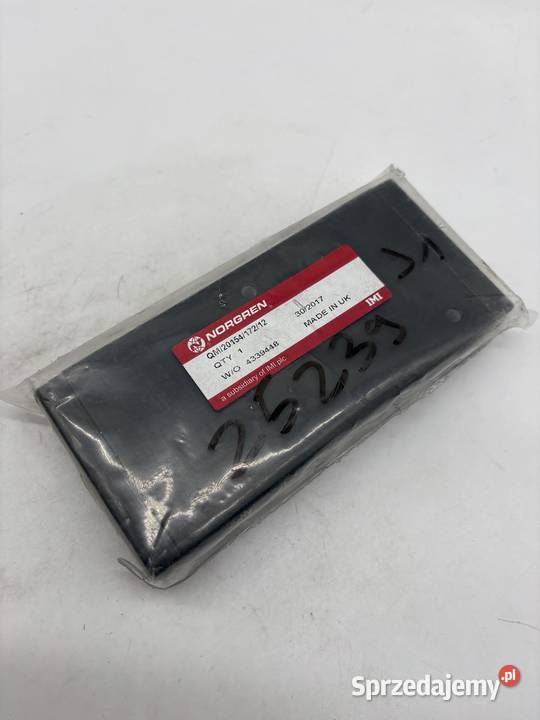 NORGREN
QM/20154/172/12
QTY 1
30/2017
W/O 4339448
MADE IN UK
a subsidiary of IMI plc
IMI
25239
Sprzedajemy.pl